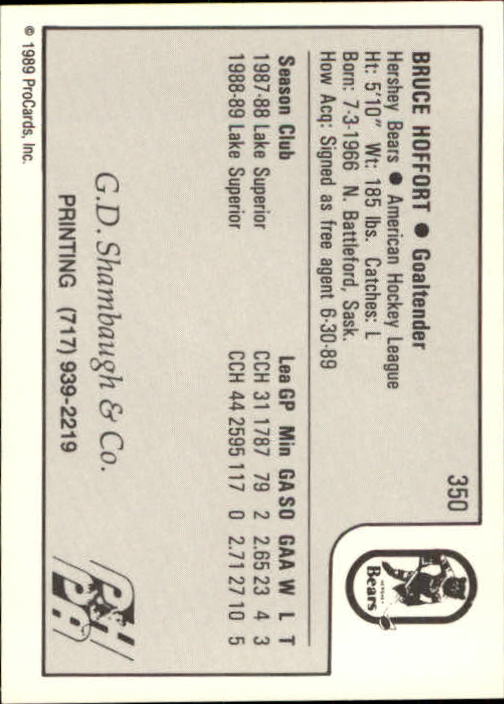 350
BRUCE HOFFORT ● Goaltender
Hershey Bears ● American Hockey League
Ht: 5'10" Wt: 185 lbs. Catches: L
Born: 7-3-1966 N. Battleford, Sask.
How Acq: Signed as free agent 6-30-89
Bears
Season Club Lea GP Min GA SO GAA W L T
1987-88 Lake Superior CCH 31 1787 79 2 2.65 23 4 3
1988-89 Lake Superior CCH 44 2595 117 0 2.71 27 10 5
G.D. Shambaugh & Co.
PRINTING (717) 939-2219
© 1989 ProCards, Inc.